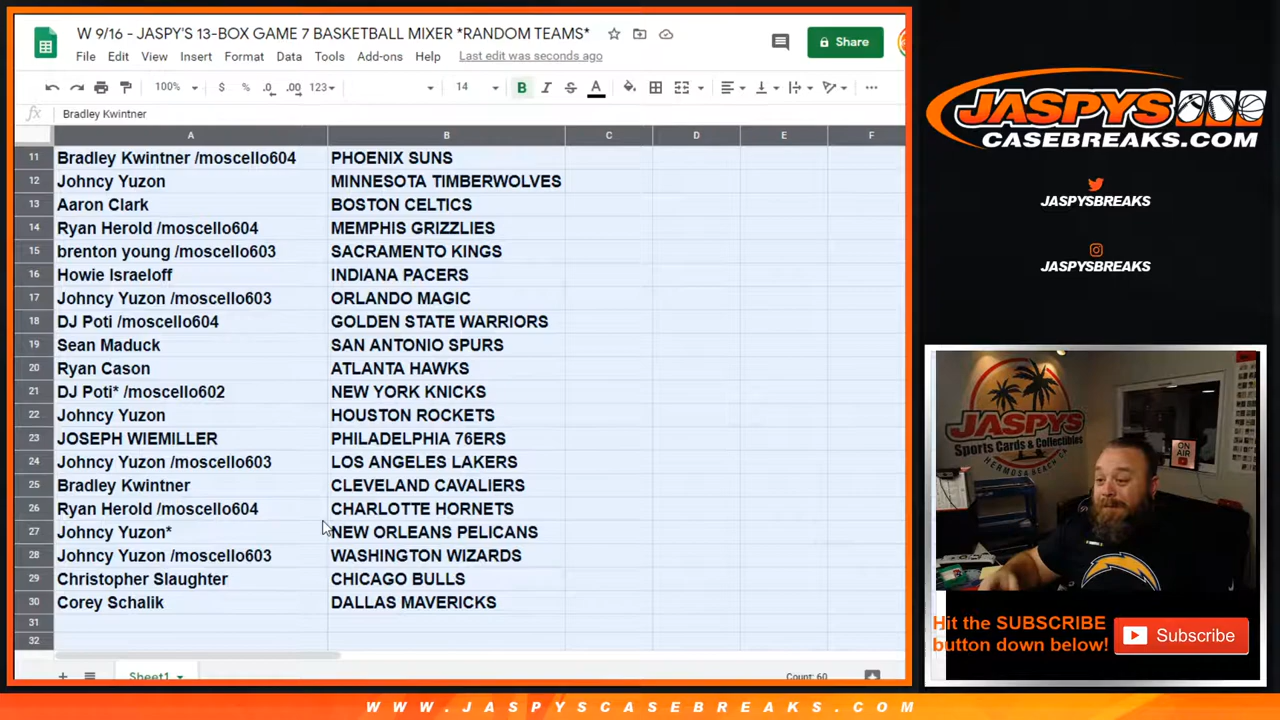 W 9/16 - JASPY'S 13-BOX GAME 7 BASKETBALL MIXER *RANDOM TEAMS*
File Edit View Insert Format Data Tools Add-ons Help Last edit was seconds ago
Share
100% $ % .0 .00 123 14 B I S A
fx Bradley Kwintner
A B C D E F
11 Bradley Kwintner /moscello604 PHOENIX SUNS
12 Johncy Yuzon MINNESOTA TIMBERWOLVES
13 Aaron Clark BOSTON CELTICS
14 Ryan Herold /moscello604 MEMPHIS GRIZZLIES
15 brenton young /moscello603 SACRAMENTO KINGS
16 Howie Israeloff INDIANA PACERS
17 Johncy Yuzon /moscello603 ORLANDO MAGIC
18 DJ Poti /moscello604 GOLDEN STATE WARRIORS
19 Sean Maduck SAN ANTONIO SPURS
20 Ryan Cason ATLANTA HAWKS
21 DJ Poti* /moscello602 NEW YORK KNICKS
22 Johncy Yuzon HOUSTON ROCKETS
23 JOSEPH WIEMILLER PHILADELPHIA 76ERS
24 Johncy Yuzon /moscello603 LOS ANGELES LAKERS
25 Bradley Kwintner CLEVELAND CAVALIERS
26 Ryan Herold /moscello604 CHARLOTTE HORNETS
27 Johncy Yuzon* NEW ORLEANS PELICANS
28 Johncy Yuzon /moscello603 WASHINGTON WIZARDS
29 Christopher Slaughter CHICAGO BULLS
30 Corey Schalik DALLAS MAVERICKS
31
32
Sheet1
Count: 60
JASPYS
CASEBREAKS.COM
JASPYSBREAKS
JASPYSBREAKS
JASPYS
Sports Cards & Collectibles
HERMOSA BEACH, CA
ON AIR
Hit the SUBSCRIBE
button down below!
Subscribe
WWW.JASPYSCASEBREAKS.COM